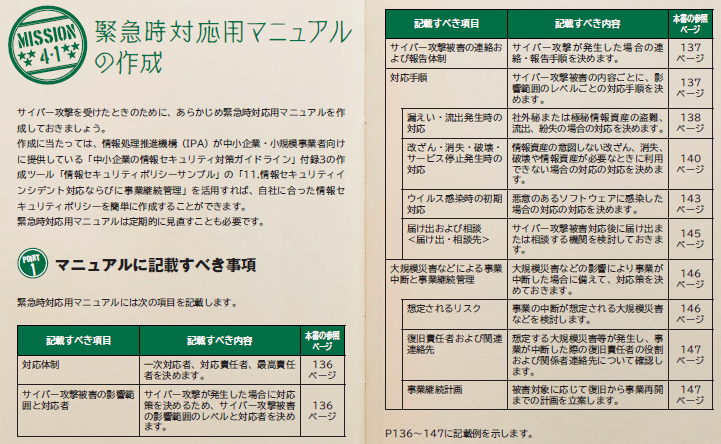 MISSION
4-1
緊急時対応用マニュアル
の作成
サイバー攻撃を受けたときのために、あらかじめ緊急時対応用マニュアルを作
成しておきましょう。
作成に当たっては、情報処理推進機構（IPA）が中小企業・小規模事業者向け
に提供している「中小企業の情報セキュリティ対策ガイドライン」付録3の作
成ツール「情報セキュリティポリシーサンプル」の「11.情報セキュリティイ
ンシデント対応ならびに事業継続管理」を活用すれば、自社に合った情報セ
キュリティポリシーを簡単に作成することができます。
緊急時対応用マニュアルは定期的に見直すことも必要です。
POINT
1
マニュアルに記載すべき事項
緊急時対応用マニュアルには次の項目を記載します。
記載すべき項目 記載すべき内容 本書の参照
ページ
対応体制 一次対応者、対応責任者、最高責任
者を決めます。 136
ページ
サイバー攻撃被害の影響範
囲と対応者 サイバー攻撃が発生した場合に対応
策を決めるため、サイバー攻撃被害
の影響範囲のレベルと対応者を決め
ます。 136
ページ
記載すべき項目 記載すべき内容 本書の参照
ページ
サイバー攻撃被害の連絡お
よび報告体制 サイバー攻撃が発生した場合の連
絡・報告手順を決めます。 137
ページ
対応手順 サイバー攻撃被害の内容ごとに、影
響範囲のレベルごとの対応手順を決
めます。 137
ページ
漏えい・流出発生時の
対応 社外秘または極秘情報資産の盗難、
流出、紛失の場合の対応を決めます。 138
ページ
改ざん・消失・破壊・
サービス停止発生時の
対応 情報資産の意図しない改ざん、消失、
破壊や情報資産が必要なときに利用
できない場合の対応の対応を決めま
す。 140
ページ
ウイルス感染時の初期
対応 悪意のあるソフトウェアに感染した
場合の対応の対応を決めます。 143
ページ
届け出および相談
＜届け出・相談先＞ サイバー攻撃被害対応後に届け出ま
たは相談する機関を検討しておきま
す。 145
ページ
大規模災害などによる事業
中断と事業継続管理 大規模災害などの影響により事業が
中断した場合に備えて、対応策を決
めておきます。 146
ページ
想定されるリスク 事業の中断が想定される大規模災害
などを検討します。 146
ページ
復旧責任者および関連
連絡先 想定する大規模災害等が発生し、事
業が中断した際の復旧責任者の役割
および関係者連絡先について確認し
ます。 147
ページ
事業継続計画 被害対象に応じて復旧から事業再開
までの計画を立案します。 147
ページ
P136～147に記載例を示します。